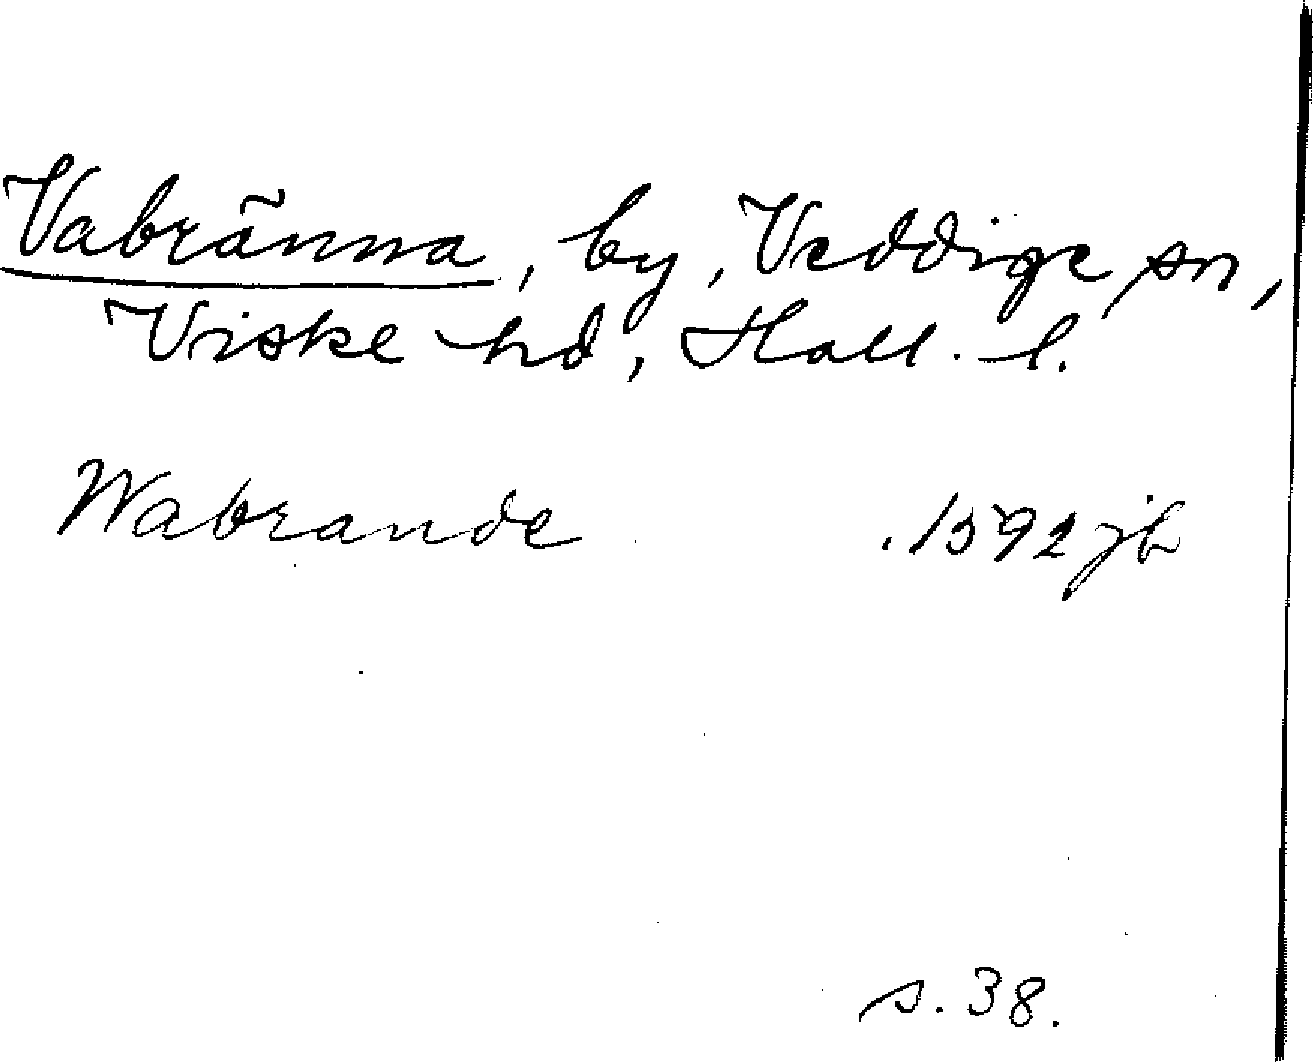 Vabränna, by, Veddige sn,
Viske hd, Hall. l.
Wabrande 1592 jb
s. 38.